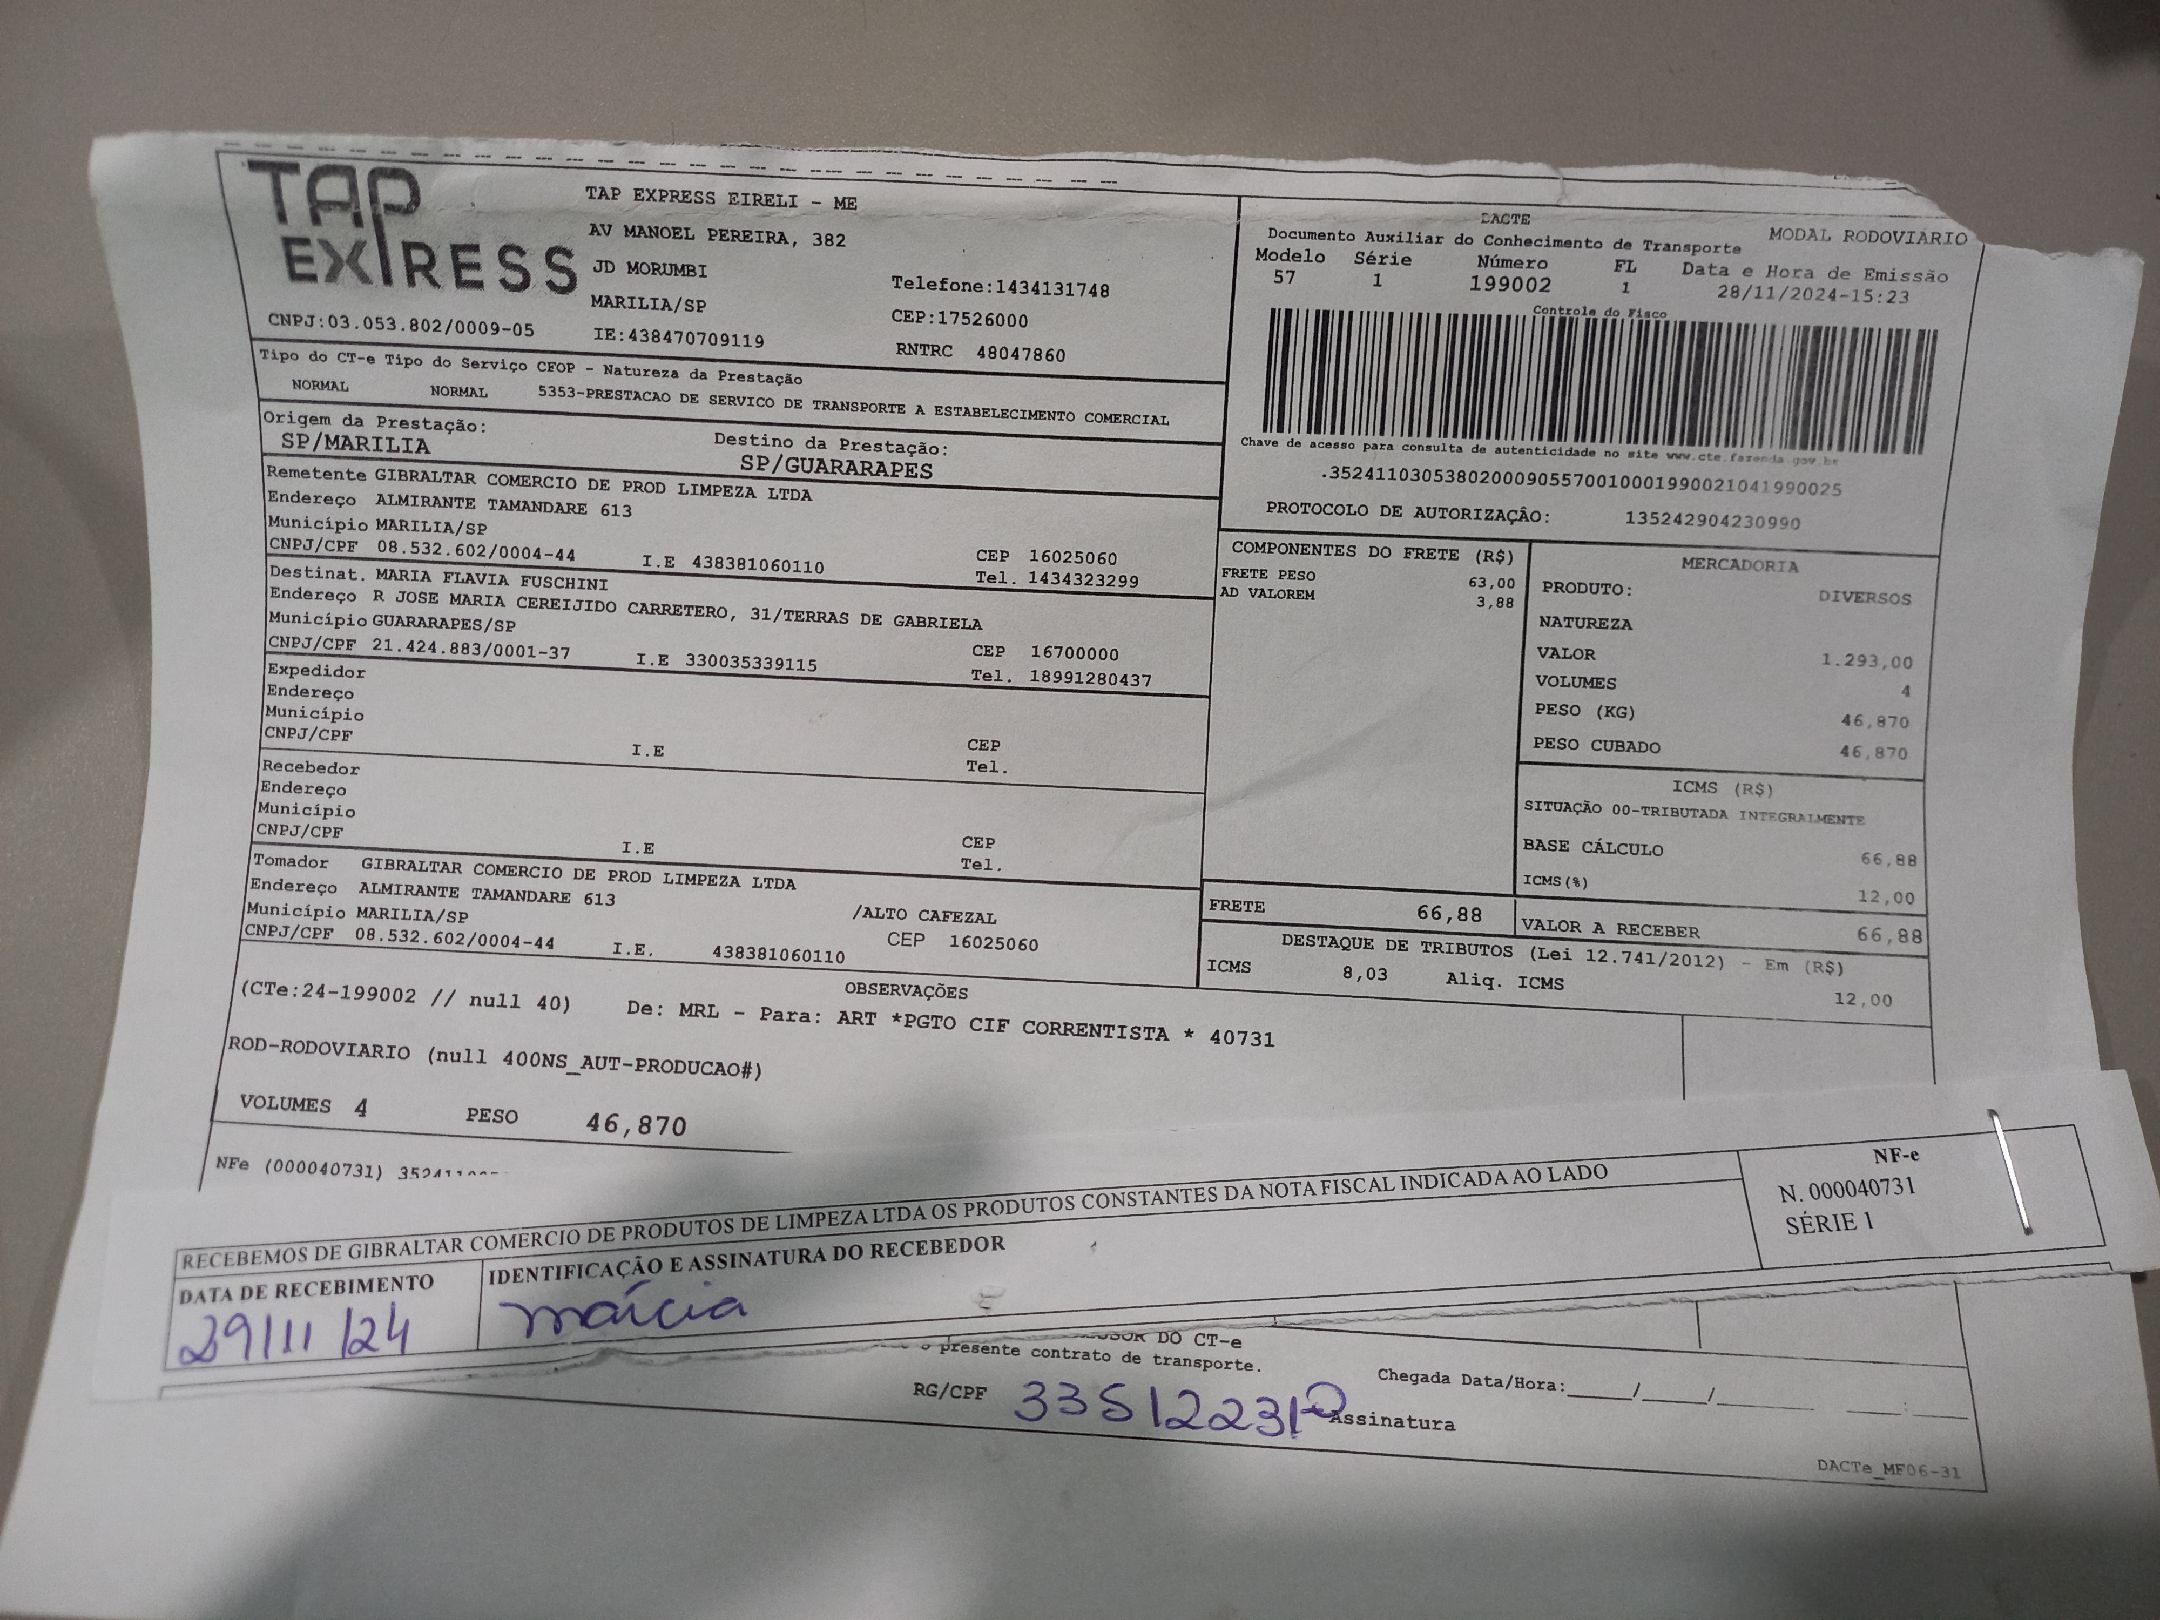 TAP
EXPRESS
TAP EXPRESS EIRELI - ME
AV MANOEL PEREIRA, 382
JD MORUMBI
MARILIA/SP
Telefone:1434131748
CEP:17526000
CNPJ:03.053.802/0009-05 IE:438470709119 RNTRC 48047860
DACTE MODAL RODOVIARIO
Documento Auxiliar do Conhecimento de Transporte
Modelo Série Número FL Data e Hora de Emissão
57 1 199002 1 28/11/2024-15:23
Controle do Fisco
Chave de acesso para consulta de autenticidade no site www.cte.fazenda.gov.br
.35241103053802000905570010001990021041990025
PROTOCOLO DE AUTORIZAÇÃO: 135242904230990
Tipo do CT-e Tipo do Serviço CFOP - Natureza da Prestação
NORMAL NORMAL 5353-PRESTACAO DE SERVICO DE TRANSPORTE A ESTABELECIMENTO COMERCIAL
Origem da Prestação: Destino da Prestação:
SP/MARILIA SP/GUARARAPES
Remetente GIBRALTAR COMERCIO DE PROD LIMPEZA LTDA
Endereço ALMIRANTE TAMANDARE 613
Município MARILIA/SP CEP 16025060
CNPJ/CPF 08.532.602/0004-44 I.E 438381060110 Tel. 1434323299
Destinat. MARIA FLAVIA FUSCHINI
Endereço R JOSE MARIA CEREIJIDO CARRETERO, 31/TERRAS DE GABRIELA
Município GUARARAPES/SP CEP 16700000
CNPJ/CPF 21.424.883/0001-37 I.E 330035339115 Tel. 18991280437
Expedidor
Endereço
Município CEP
CNPJ/CPF I.E Tel.
Recebedor
Endereço
Município CEP
CNPJ/CPF I.E Tel.
Tomador GIBRALTAR COMERCIO DE PROD LIMPEZA LTDA
Endereço ALMIRANTE TAMANDARE 613 /ALTO CAFEZAL
Município MARILIA/SP CEP 16025060
CNPJ/CPF 08.532.602/0004-44 I.E. 438381060110
COMPONENTES DO FRETE (R$)
FRETE PESO 63,00
AD VALOREM 3,88
MERCADORIA
PRODUTO: DIVERSOS
NATUREZA
VALOR 1.293,00
VOLUMES 4
PESO (KG) 46,870
PESO CUBADO 46,870
ICMS (R$)
SITUAÇÃO 00-TRIBUTADA INTEGRALMENTE
BASE CÁLCULO 66,88
ICMS(%) 12,00
FRETE 66,88 VALOR A RECEBER 66,88
DESTAQUE DE TRIBUTOS (Lei 12.741/2012) - Em (R$)
ICMS 8,03 Aliq. ICMS 12,00
OBSERVAÇÕES
(CTe:24-199002 // null 40) De: MRL - Para: ART *PGTO CIF CORRENTISTA * 40731
ROD-RODOVIARIO (null 400NS_AUT-PRODUCAO#)
VOLUMES 4 PESO 46,870
NFe (000040731)
RECEBEMOS DE GIBRALTAR COMERCIO DE PRODUTOS DE LIMPEZA LTDA OS PRODUTOS CONSTANTES DA NOTA FISCAL INDICADA AO LADO
NF-e
N. 000040731
SÉRIE 1
DATA DE RECEBIMENTO IDENTIFICAÇÃO E ASSINATURA DO RECEBEDOR
29/11/24 márcia
DO CT-e
o presente contrato de transporte.
RG/CPF Chegada Data/Hora:_____/_____/_______ ____:____
Assinatura
DACTe_MF06-31